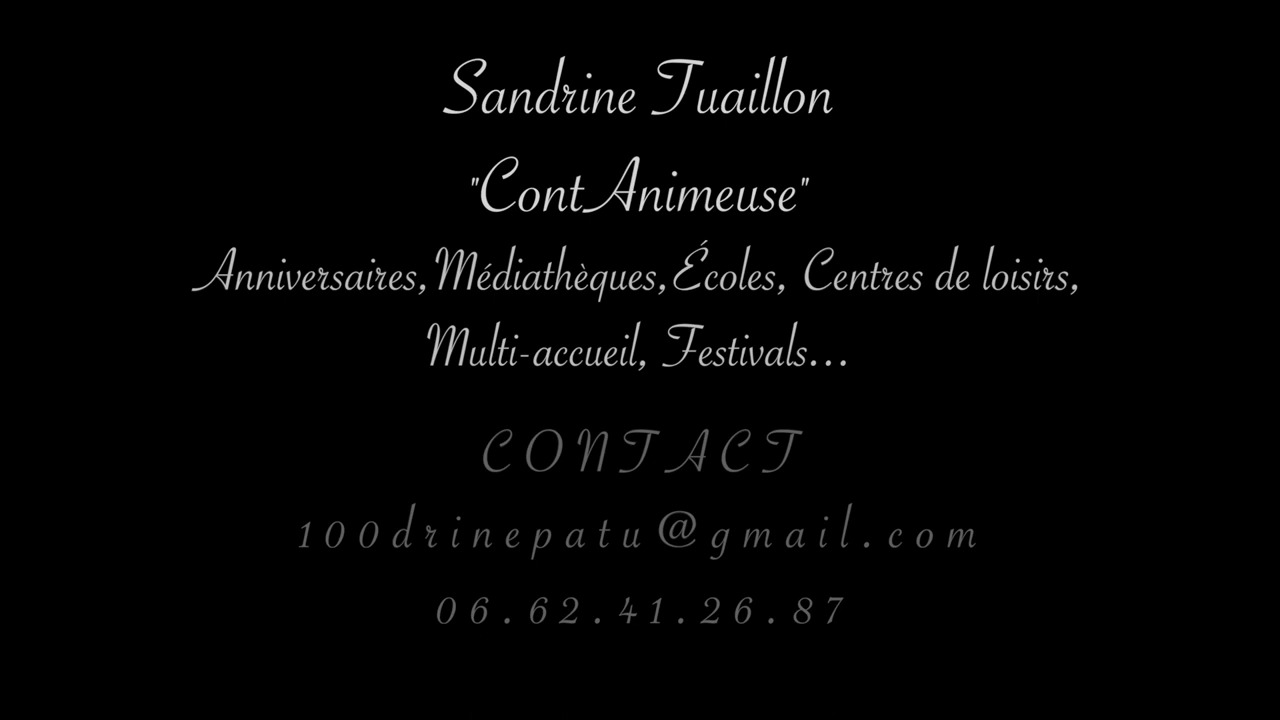 Sandrine Tuaillon
"ContAnimeuse"
Anniversaires, Médiathèques, Écoles, Centres de loisirs,
Multi-accueil, Festivals...
CONTACT
100drinepatu@gmail.com
06.62.41.26.87